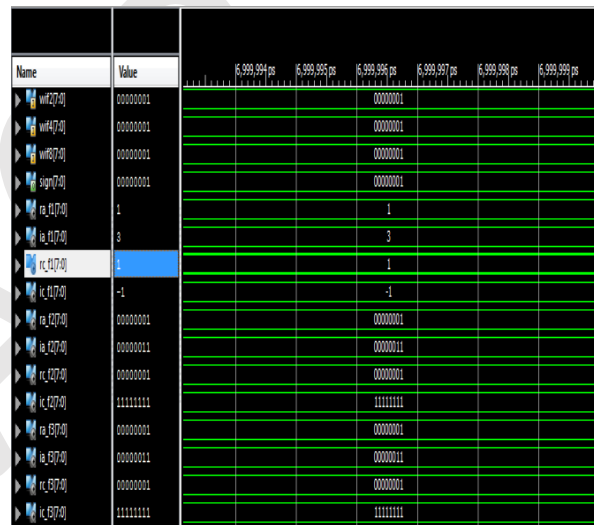 Name Value 6,999,994 ps 6,999,995 ps 6,999,996 ps 6,999,997 ps 6,999,998 ps 6,999,999 ps
wif2[7:0] 00000001 00000001
wif4[7:0] 00000001 00000001
wif8[7:0] 00000001 00000001
sign[7:0] 00000001 00000001
ra_f1[7:0] 1 1
ia_f1[7:0] 3 3
rc_f1[7:0] 1 1
ic_f1[7:0] -1 -1
ra_f2[7:0] 00000001 00000001
ia_f2[7:0] 00000011 00000011
rc_f2[7:0] 00000001 00000001
ic_f2[7:0] 11111111 11111111
ra_f3[7:0] 00000001 00000001
ia_f3[7:0] 00000011 00000011
rc_f3[7:0] 00000001 00000001
ic_f3[7:0] 11111111 11111111